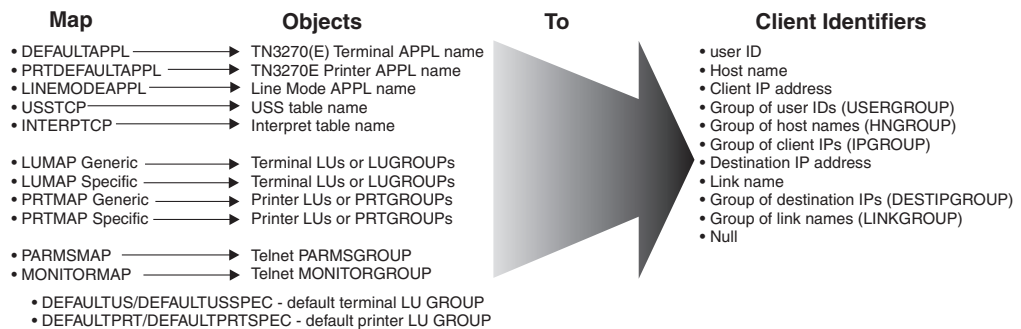 Map Objects To Client Identifiers
• DEFAULTAPPL TN3270(E) Terminal APPL name
• PRTDEFAULTAPPL TN3270E Printer APPL name
• LINEMODEAPPL Line Mode APPL name
• USSTCP USS table name
• INTERPTCP Interpret table name
• LUMAP Generic Terminal LUs or LUGROUPs
• LUMAP Specific Terminal LUs or LUGROUPs
• PRTMAP Generic Printer LUs or PRTGROUPs
• PRTMAP Specific Printer LUs or PRTGROUPs
• PARMSMAP Telnet PARMSGROUP
• MONITORMAP Telnet MONITORGROUP
• DEFAULTUS/DEFAULTUSSPEC - default terminal LU GROUP
• DEFAULTPRT/DEFAULTPRTSPEC - default printer LU GROUP
• user ID
• Host name
• Client IP address
• Group of user IDs (USERGROUP)
• Group of host names (HNGROUP)
• Group of client IPs (IPGROUP)
• Destination IP address
• Link name
• Group of destination IPs (DESTIPGROUP)
• Group of link names (LINKGROUP)
• Null